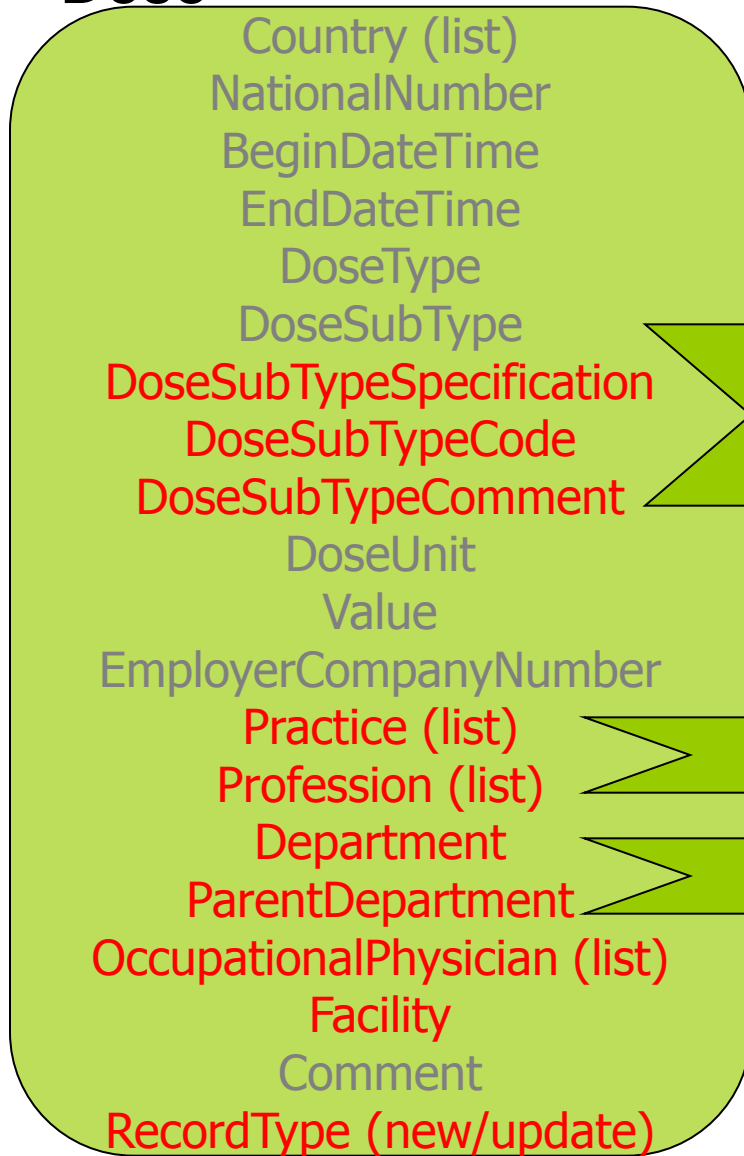 Dose
Country (list)
NationalNumber
BeginDateTime
EndDateTime
DoseType
DoseSubType
DoseSubTypeSpecification
DoseSubTypeCode
DoseSubTypeComment
DoseUnit
Value
EmployerCompanyNumber
Practice (list)
Profession (list)
Department
ParentDepartment
OccupationalPhysician (list)
Facility
Comment
RecordType (new/update)